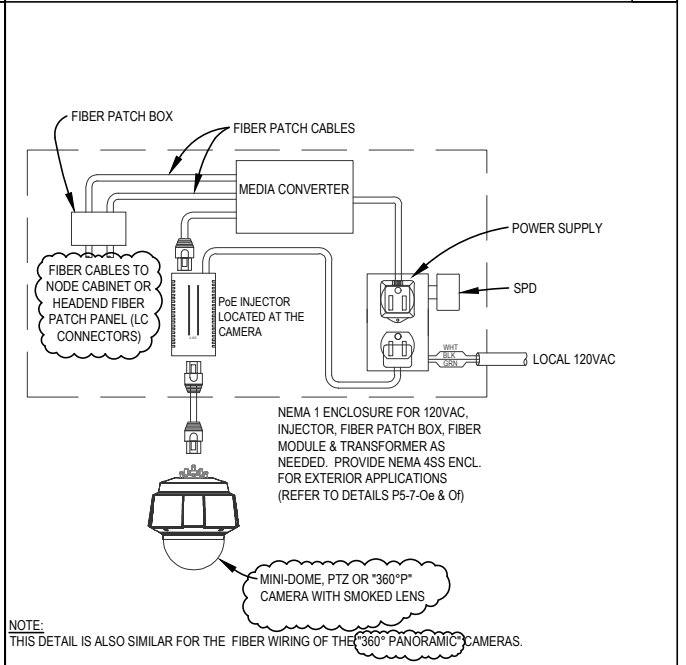 FIBER PATCH BOX
FIBER PATCH CABLES
MEDIA CONVERTER
POWER SUPPLY
FIBER CABLES TO
NODE CABINET OR
HEADEND FIBER
PATCH PANEL (LC
CONNECTORS)
PoE INJECTOR
LOCATED AT THE
CAMERA
SPD
WHT
BLK
GRN
LOCAL 120VAC
NEMA 1 ENCLOSURE FOR 120VAC,
INJECTOR, FIBER PATCH BOX, FIBER
MODULE & TRANSFORMER AS
NEEDED. PROVIDE NEMA 4SS ENCL.
FOR EXTERIOR APPLICATIONS
(REFER TO DETAILS P5-7-Oe & Of)
MINI-DOME, PTZ OR "360°P"
CAMERA WITH SMOKED LENS
NOTE:
THIS DETAIL IS ALSO SIMILAR FOR THE FIBER WIRING OF THE "360° PANORAMIC" CAMERAS.